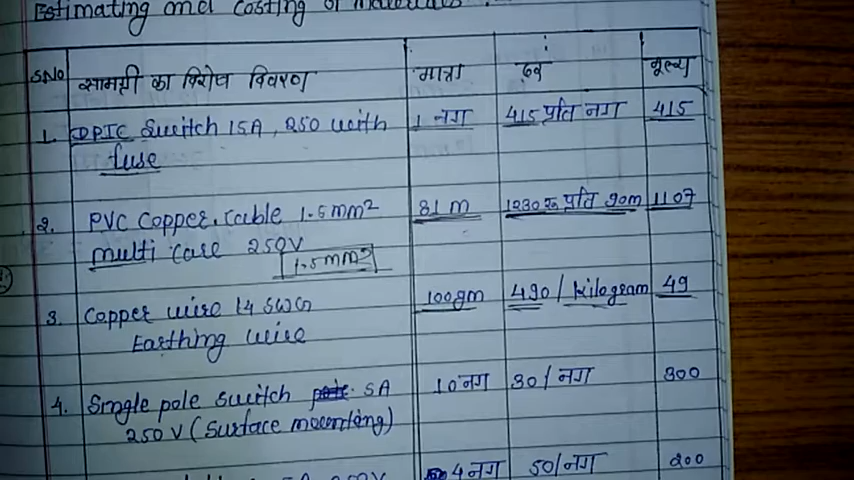 Estimating and Costing of Materials
S.NO सामग्री का विशेष विवरण मात्रा दर मूल्य
1. DPIC Switch 15A, 250 with 1 नग 415 प्रति नग 415
fuse
2. PVC Copper Cable 1.5mm² 81 m 1230 रु प्रति 90m 1107
multi Core 250V
1.5mm²
3. Copper wire 14 SWG 100gm 490/kilogram 49
Earthing wire
4. Single pole switch 5A 10 नग 30/नग 300
250 V (Surface mounting)
4 नग 50/नग 200